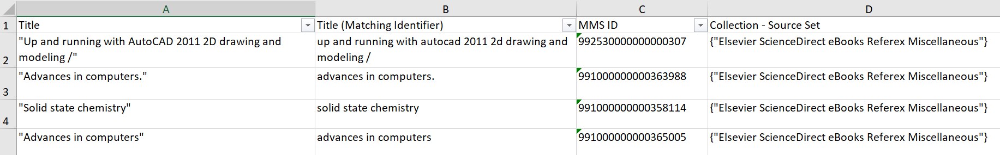 A B C D
1 Title Title (Matching Identifier) MMS ID Collection - Source Set
"Up and running with AutoCAD 2011 2D drawing and up and running with autocad 2011 2d drawing and 992530000000000307 {"Elsevier ScienceDirect eBooks Referex Miscellaneous"}
2 modeling /" modeling /
"Advances in computers." advances in computers. 991000000000363988 {"Elsevier ScienceDirect eBooks Referex Miscellaneous"}
3
"Solid state chemistry" solid state chemistry 991000000000358114 {"Elsevier ScienceDirect eBooks Referex Miscellaneous"}
4
"Advances in computers" advances in computers 991000000000365005 {"Elsevier ScienceDirect eBooks Referex Miscellaneous"}